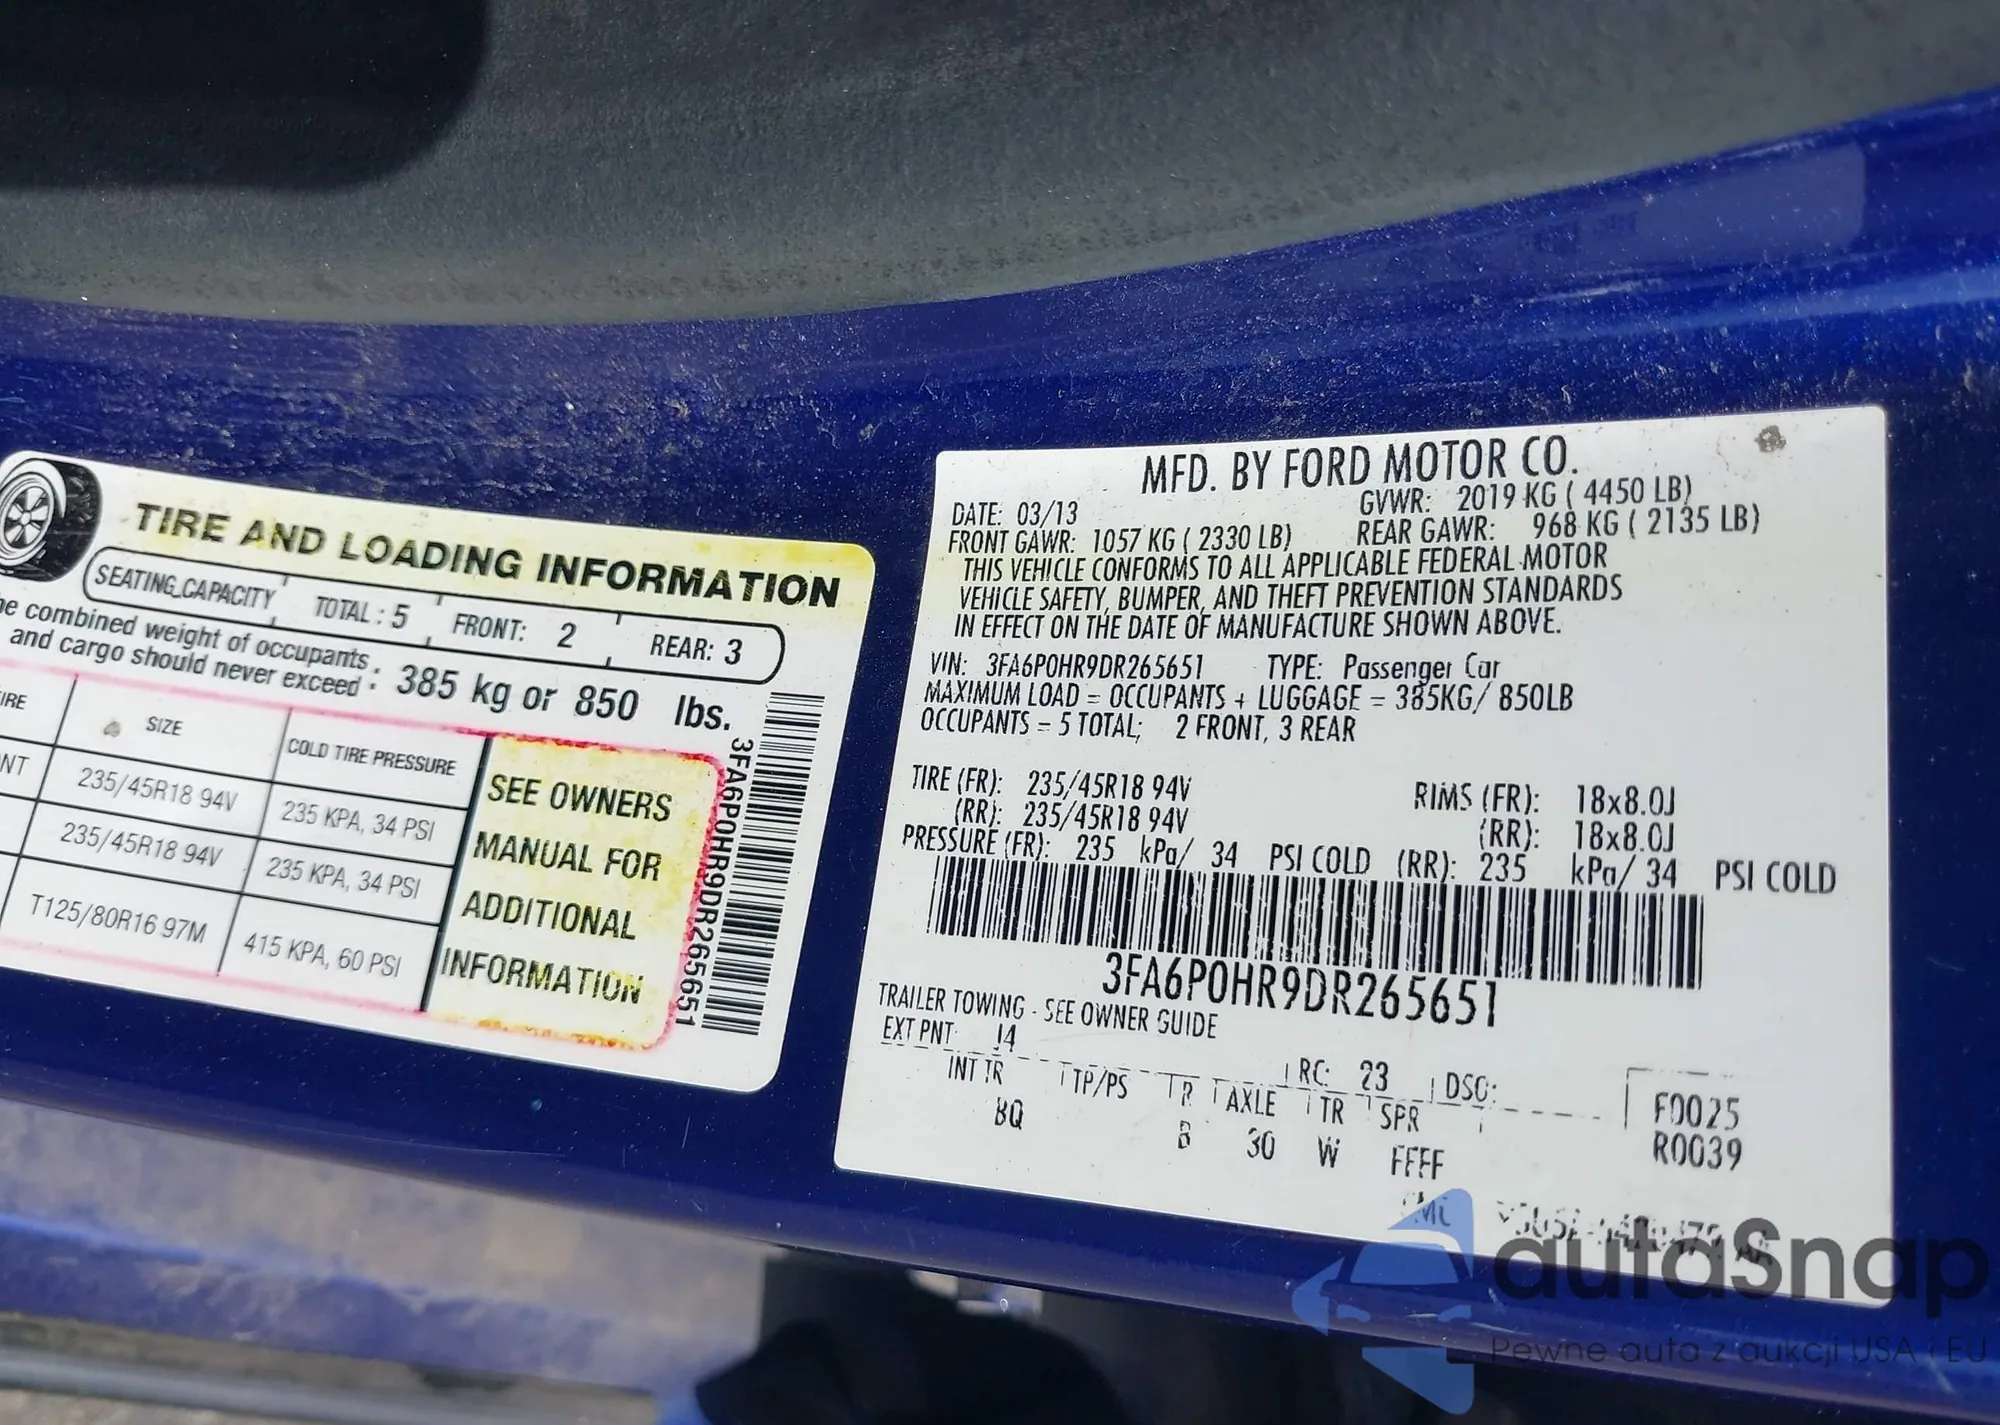 TIRE AND LOADING INFORMATION
SEATING CAPACITY TOTAL : 5 FRONT: 2 REAR: 3
combined weight of occupants
and cargo should never exceed : 385 kg or 850 lbs.
SIZE COLD TIRE PRESSURE
235/45R18 94V 235 KPA, 34 PSI
235/45R18 94V 235 KPA, 34 PSI
T125/80R16 97M 415 KPA, 60 PSI
SEE OWNERS
MANUAL FOR
ADDITIONAL
INFORMATION
3FA6P0HR9DR265651
MFD. BY FORD MOTOR CO.
DATE: 03/13 GVWR: 2019 KG ( 4450 LB)
FRONT GAWR: 1057 KG ( 2330 LB) REAR GAWR: 968 KG ( 2135 LB)
THIS VEHICLE CONFORMS TO ALL APPLICABLE FEDERAL MOTOR
VEHICLE SAFETY, BUMPER, AND THEFT PREVENTION STANDARDS
IN EFFECT ON THE DATE OF MANUFACTURE SHOWN ABOVE.
VIN: 3FA6P0HR9DR265651 TYPE: Passenger Car
MAXIMUM LOAD = OCCUPANTS + LUGGAGE = 385KG/ 850LB
OCCUPANTS = 5 TOTAL; 2 FRONT, 3 REAR
TIRE (FR): 235/45R18 94V RIMS (FR): 18x8.0J
(RR): 235/45R18 94V (RR): 18x8.0J
PRESSURE (FR): 235 kPa/ 34 PSI COLD (RR): 235 kPa/ 34 PSI COLD
3FA6P0HR9DR265651
TRAILER TOWING - SEE OWNER GUIDE
EXT PNT: J4 RC: 23 DSO: F0025
INT TR TP/PS R AXLE TR SPR R0039
BQ B 30 W FFFF
autaSnap
Pewne auta z aukcji USA i EU